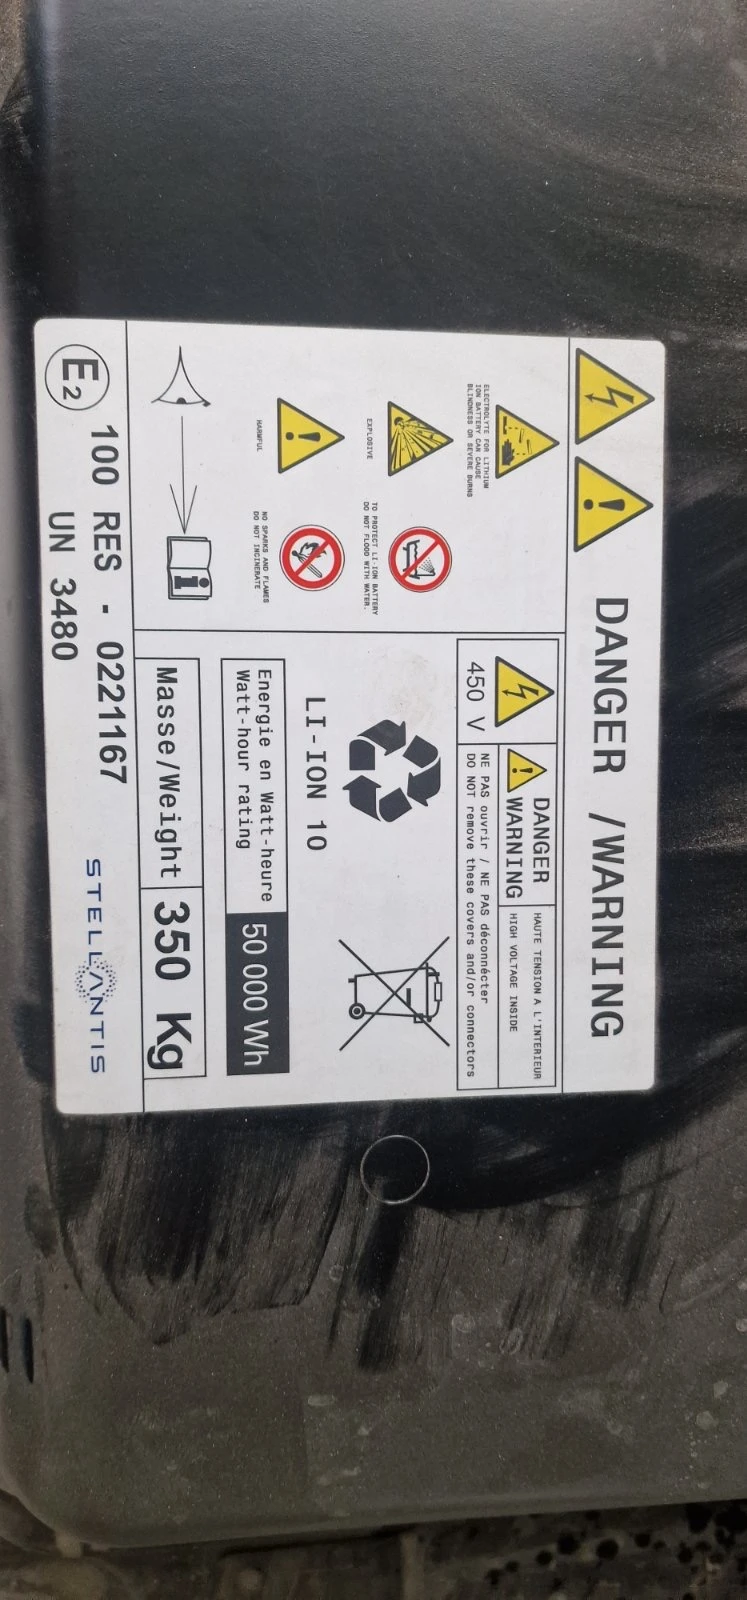 DANGER /WARNING
ELECTROLYTE FOR LITHIUM
ION BATTERY CAN CAUSE
BLINDNESS OR SEVERE BURNS
EXPLOSIVE
TO PROTECT LI-ION BATTERY
DO NOT FLOOD WITH WATER.
HARMFUL
NO SPARKS AND FLAMES
DO NOT INCINERATE
i
450 V
DANGER
WARNING
HAUTE TENSION A L'INTERIEUR
HIGH VOLTAGE INSIDE
NE PAS ouvrir / NE PAS déconnécter
DO NOT remove these covers and/or connectors
LI-ION 10
Energie en Watt-heure
Watt-hour rating
50 000 Wh
Masse/Weight
350 Kg
E2
100 RES - 0221167
UN 3480
STELLANTIS